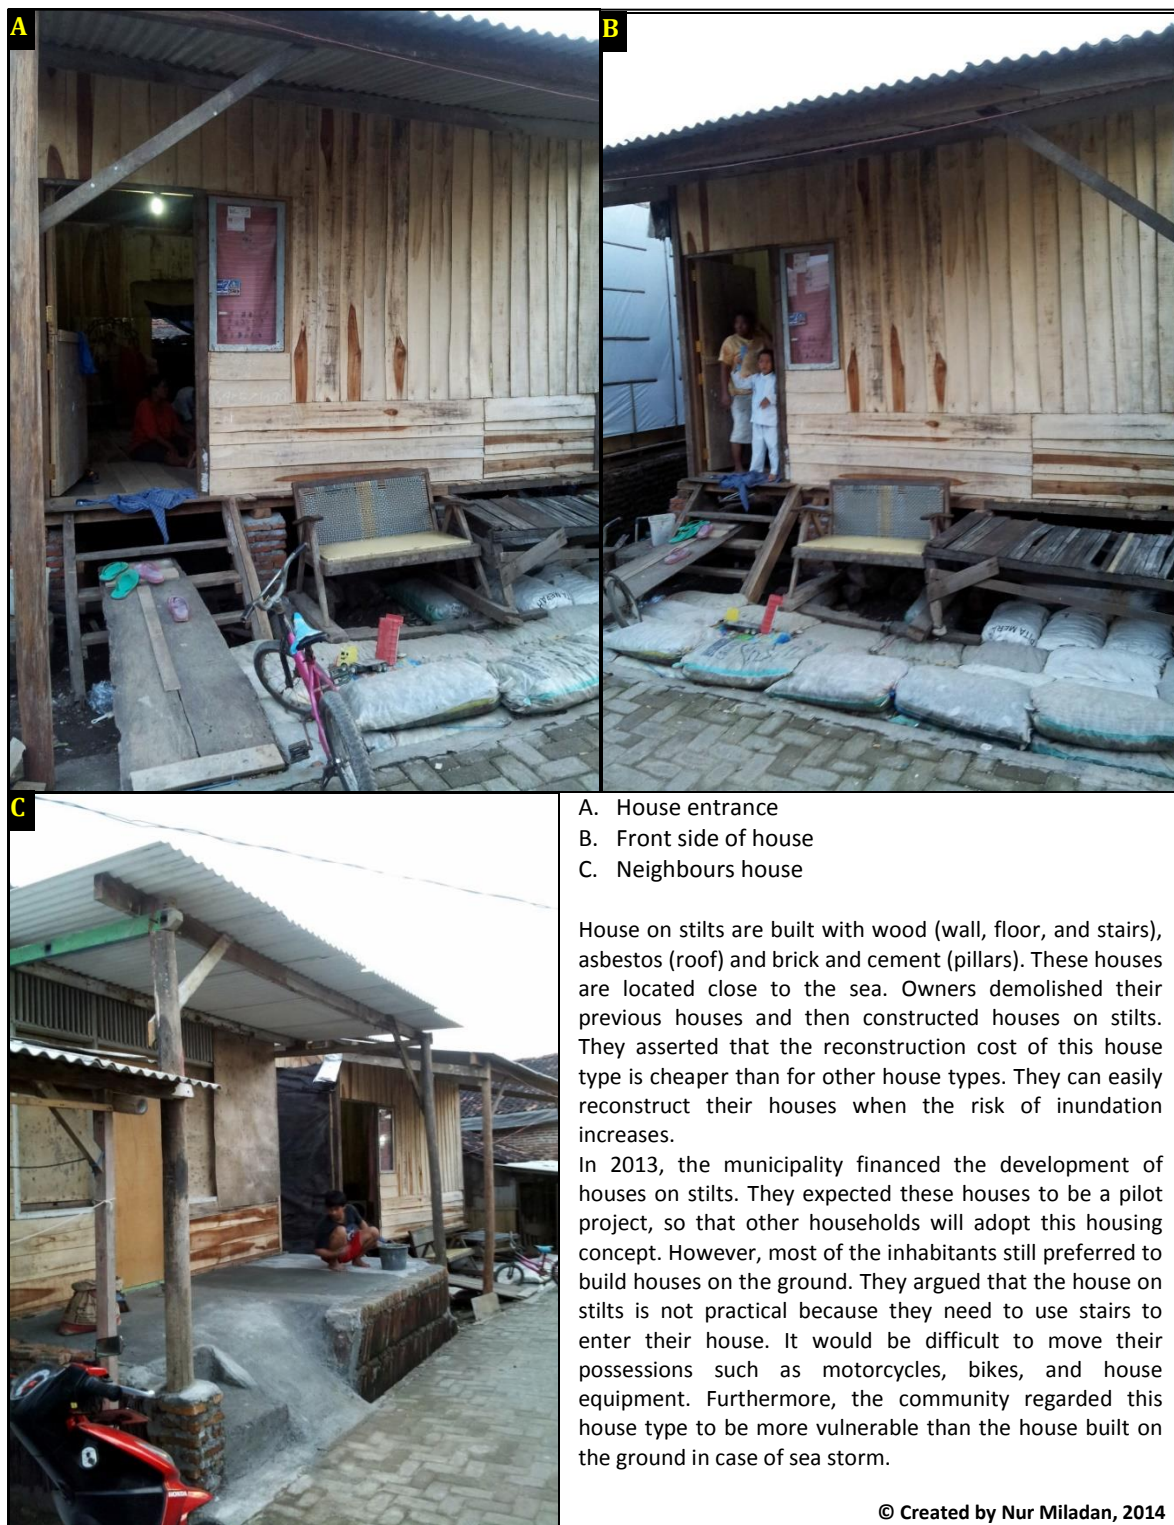 A
B
C
A. House entrance
B. Front side of house
C. Neighbours house
House on stilts are built with wood (wall, floor, and stairs),
asbestos (roof) and brick and cement (pillars). These houses
are located close to the sea. Owners demolished their
previous houses and then constructed houses on stilts.
They asserted that the reconstruction cost of this house
type is cheaper than for other house types. They can easily
reconstruct their houses when the risk of inundation
increases.
In 2013, the municipality financed the development of
houses on stilts. They expected these houses to be a pilot
project, so that other households will adopt this housing
concept. However, most of the inhabitants still preferred to
build houses on the ground. They argued that the house on
stilts is not practical because they need to use stairs to
enter their house. It would be difficult to move their
possessions such as motorcycles, bikes, and house
equipment. Furthermore, the community regarded this
house type to be more vulnerable than the house built on
the ground in case of sea storm.
© Created by Nur Miladan, 2014